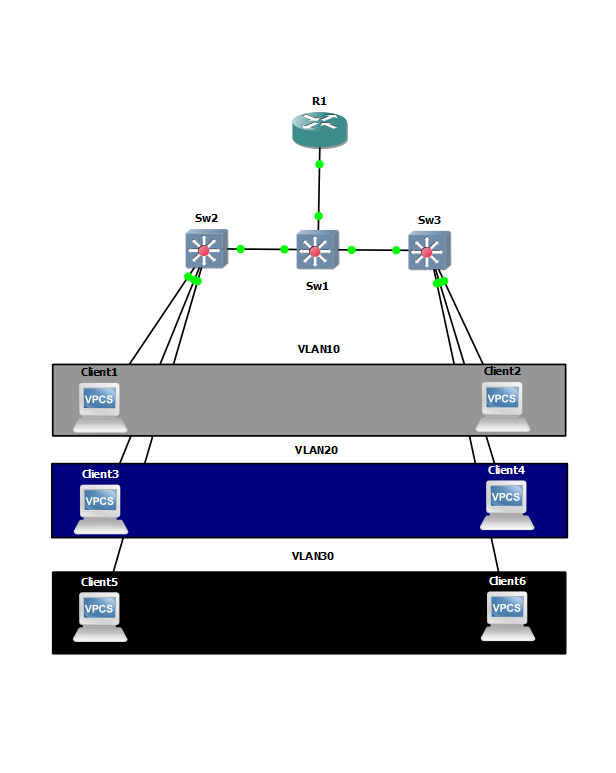 R1
Sw2
Sw3
Sw1
VLAN10
Client1
Client2
VPCS
VPCS
VLAN20
Client3
Client4
VPCS
VPCS
VLAN30
Client5
Client6
VPCS
VPCS